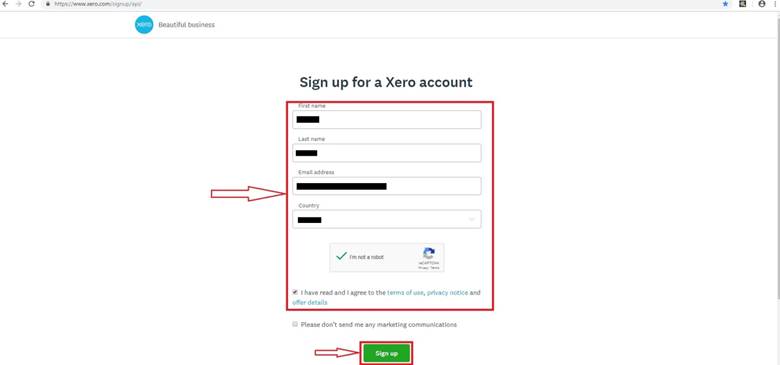 https://www.xero.com/signup/api/
xero Beautiful business
Sign up for a Xero account
First name
Last name
Email address
Country
I'm not a robot
reCAPTCHA
Privacy - Terms
I have read and I agree to the terms of use, privacy notice and
offer details
Please don't send me any marketing communications
Sign up